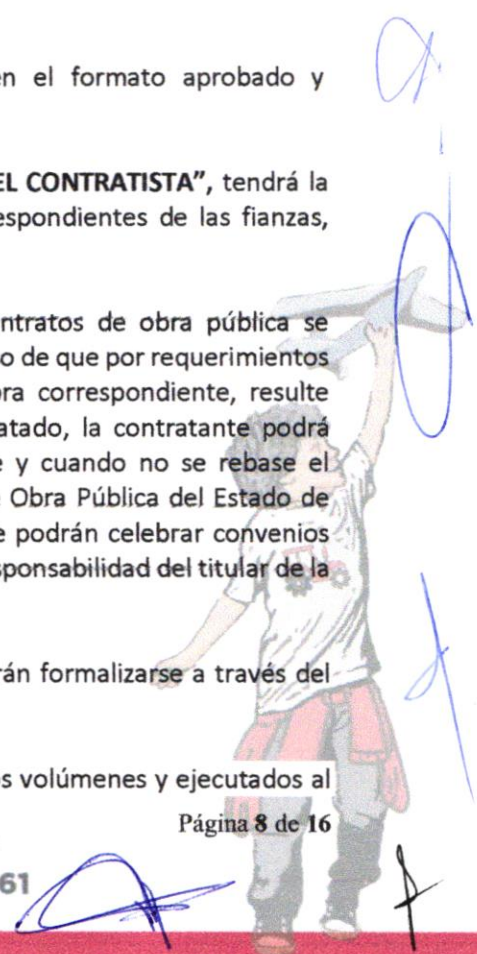 en el formato aprobado y
EL CONTRATISTA", tendrá la
espondientes de las fianzas,
ntratos de obra pública se
o de que por requerimientos
ra correspondiente, resulte
atado, la contratante podrá
e y cuando no se rebase el
Obra Pública del Estado de
e podrán celebrar convenios
sponsabilidad del titular de la
rán formalizarse a través del
os volúmenes y ejecutados al
Página 8 de 16
61